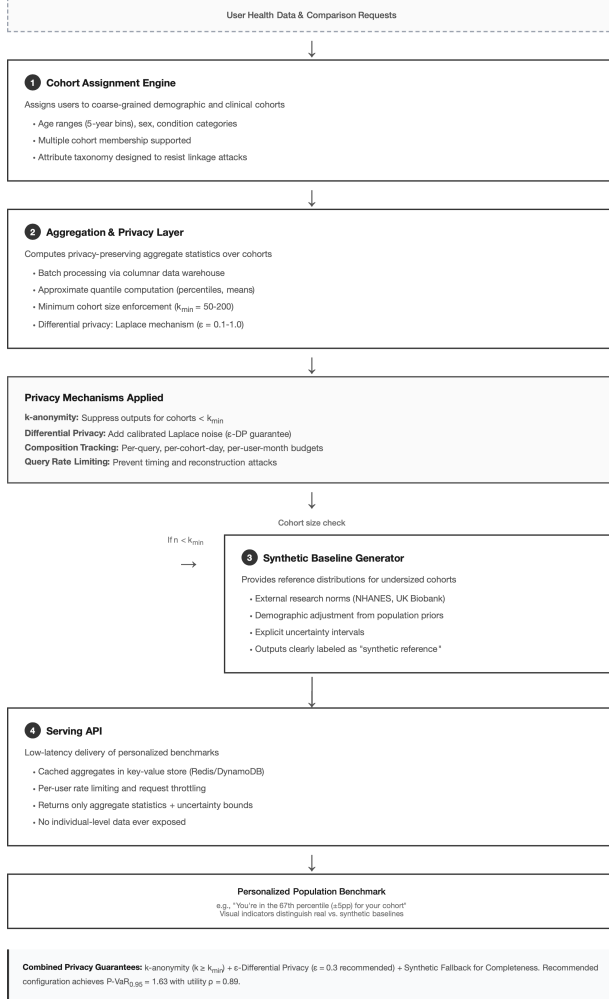 User Health Data & Comparison Requests
↓
1 Cohort Assignment Engine
Assigns users to coarse-grained demographic and clinical cohorts
• Age ranges (5-year bins), sex, condition categories
• Multiple cohort membership supported
• Attribute taxonomy designed to resist linkage attacks
↓
2 Aggregation & Privacy Layer
Computes privacy-preserving aggregate statistics over cohorts
• Batch processing via columnar data warehouse
• Approximate quantile computation (percentiles, means)
• Minimum cohort size enforcement (kmin = 50-200)
• Differential privacy: Laplace mechanism (ε = 0.1-1.0)
↓
Privacy Mechanisms Applied
k-anonymity: Suppress outputs for cohorts < kmin
Differential Privacy: Add calibrated Laplace noise (ε-DP guarantee)
Composition Tracking: Per-query, per-cohort-day, per-user-month budgets
Query Rate Limiting: Prevent timing and reconstruction attacks
↓
Cohort size check
If n < kmin
→
3 Synthetic Baseline Generator
Provides reference distributions for undersized cohorts
• External research norms (NHANES, UK Biobank)
• Demographic adjustment from population priors
• Explicit uncertainty intervals
• Outputs clearly labeled as "synthetic reference"
↓
4 Serving API
Low-latency delivery of personalized benchmarks
• Cached aggregates in key-value store (Redis/DynamoDB)
• Per-user rate limiting and request throttling
• Returns only aggregate statistics + uncertainty bounds
• No individual-level data ever exposed
↓
Personalized Population Benchmark
e.g., "You're in the 67th percentile (±5pp) for your cohort"
Visual indicators distinguish real vs. synthetic baselines
Combined Privacy Guarantees: k-anonymity (k ≥ kmin) + ε-Differential Privacy (ε = 0.3 recommended) + Synthetic Fallback for Completeness. Recommended
configuration achieves P-VaR0.95 = 1.63 with utility ρ = 0.89.